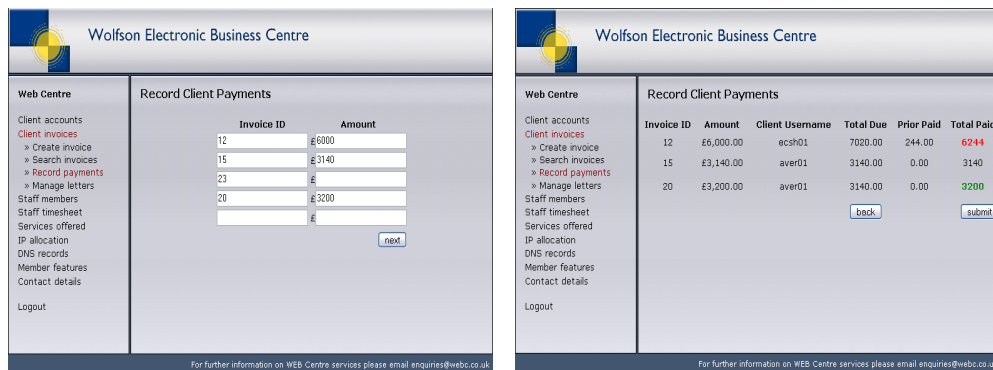 Wolfson Electronic Business Centre
Web Centre
Client accounts
Client invoices
» Create invoice
» Search invoices
» Record payments
» Manage letters
Staff members
Staff timesheet
Services offered
IP allocation
DNS records
Member features
Contact details
Logout
Record Client Payments
Invoice ID Amount
12 £6000
15 £3140
23 £
20 £3200
£
next
For further information on WEB Centre services please email enquiries@webc.co.uk
Wolfson Electronic Business Centre
Web Centre
Client accounts
Client invoices
» Create invoice
» Search invoices
» Record payments
» Manage letters
Staff members
Staff timesheet
Services offered
IP allocation
DNS records
Member features
Contact details
Logout
Record Client Payments
Invoice ID Amount Client Username Total Due Prior Paid Total Paid
12 £6,000.00 ecsh01 7020.00 244.00 6244
15 £3,140.00 aver01 3140.00 0.00 3140
20 £3,200.00 aver01 3140.00 0.00 3200
back submit
For further information on WEB Centre services please email enquiries@webc.co.u